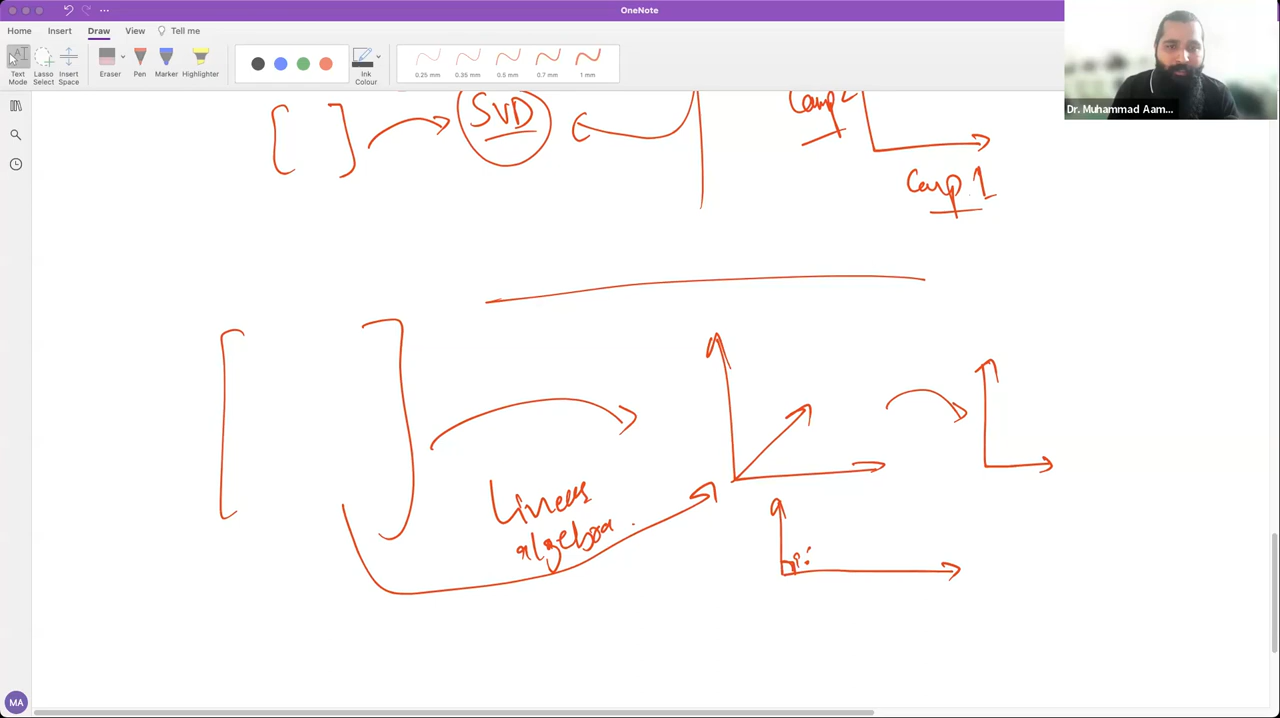 OneNote
Home Insert Draw View Tell me
Text Mode
Lasso Select
Insert Space
Eraser
Pen
Marker
Highlighter
Ink Colour
0.25 mm
0.35 mm
0.5 mm
0.7 mm
1 mm
Dr. Muhammad Aam...
SVD
Comp 2
Comp. 1
Linear
algebra
MA